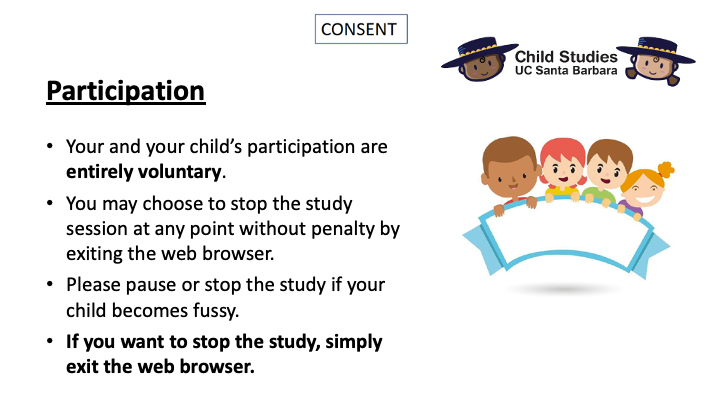 CONSENT
Child Studies
UC Santa Barbara
Participation
• Your and your child’s participation are
entirely voluntary.
• You may choose to stop the study
session at any point without penalty by
exiting the web browser.
• Please pause or stop the study if your
child becomes fussy.
• If you want to stop the study, simply
exit the web browser.